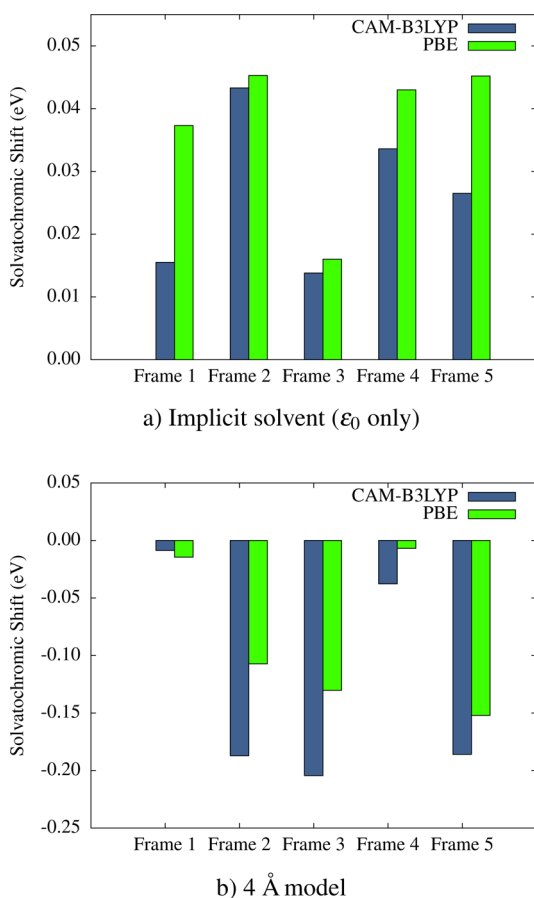 0.05
0.04
0.03
0.02
0.01
0.00
Solvatochromic Shift (eV)
CAM-B3LYP
PBE
Frame 1 Frame 2 Frame 3 Frame 4 Frame 5
a) Implicit solvent (ε₀ only)
0.05
0.00
-0.05
-0.10
-0.15
-0.20
-0.25
Solvatochromic Shift (eV)
CAM-B3LYP
PBE
Frame 1 Frame 2 Frame 3 Frame 4 Frame 5
b) 4 Å model